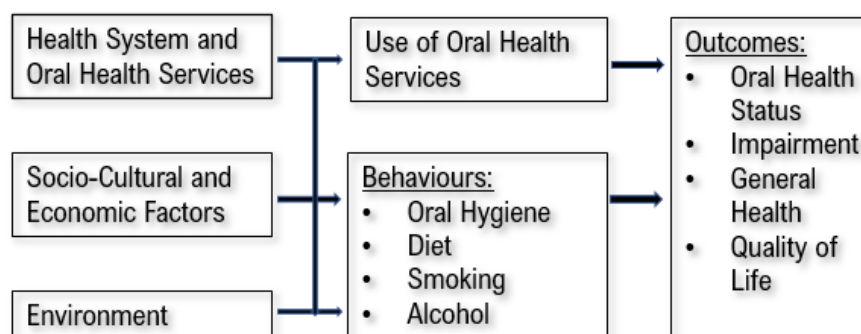 Health System and
Oral Health Services
Use of Oral Health
Services
Outcomes:
• Oral Health
Status
• Impairment
• General
Health
• Quality of
Life
Socio-Cultural and
Economic Factors
Behaviours:
• Oral Hygiene
• Diet
• Smoking
• Alcohol
Environment